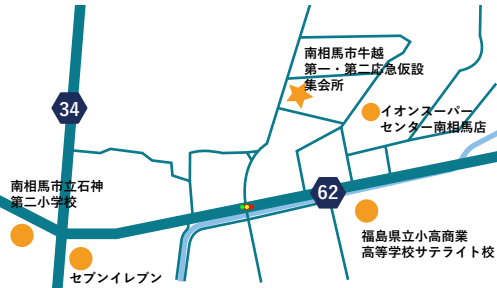 南相馬市牛越
第一・第二応急仮設
集会所
34
イオンスーパー
センター南相馬店
南相馬市立石神
第二小学校
62
福島県立小高商業
高等学校サテライト校
セブンイレブン